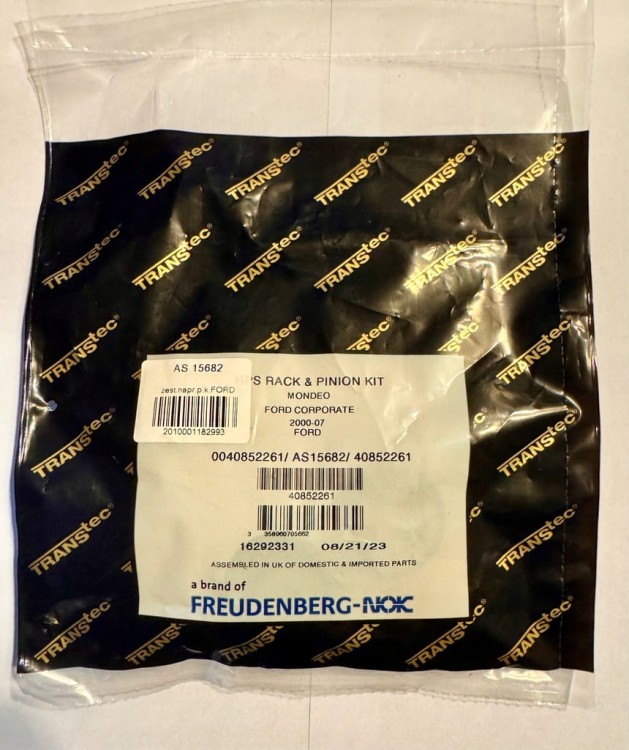 TRANStec®
AS 15682
zest.napr.p.k.FORD
2010001182993
PS RACK & PINION KIT
MONDEO
FORD CORPORATE
2000-07
FORD
0040852261/ AS15682/ 40852261
40852261
3 358960705662
16292331 08/21/23
ASSEMBLED IN UK OF DOMESTIC & IMPORTED PARTS
a brand of
FREUDENBERG-NOK